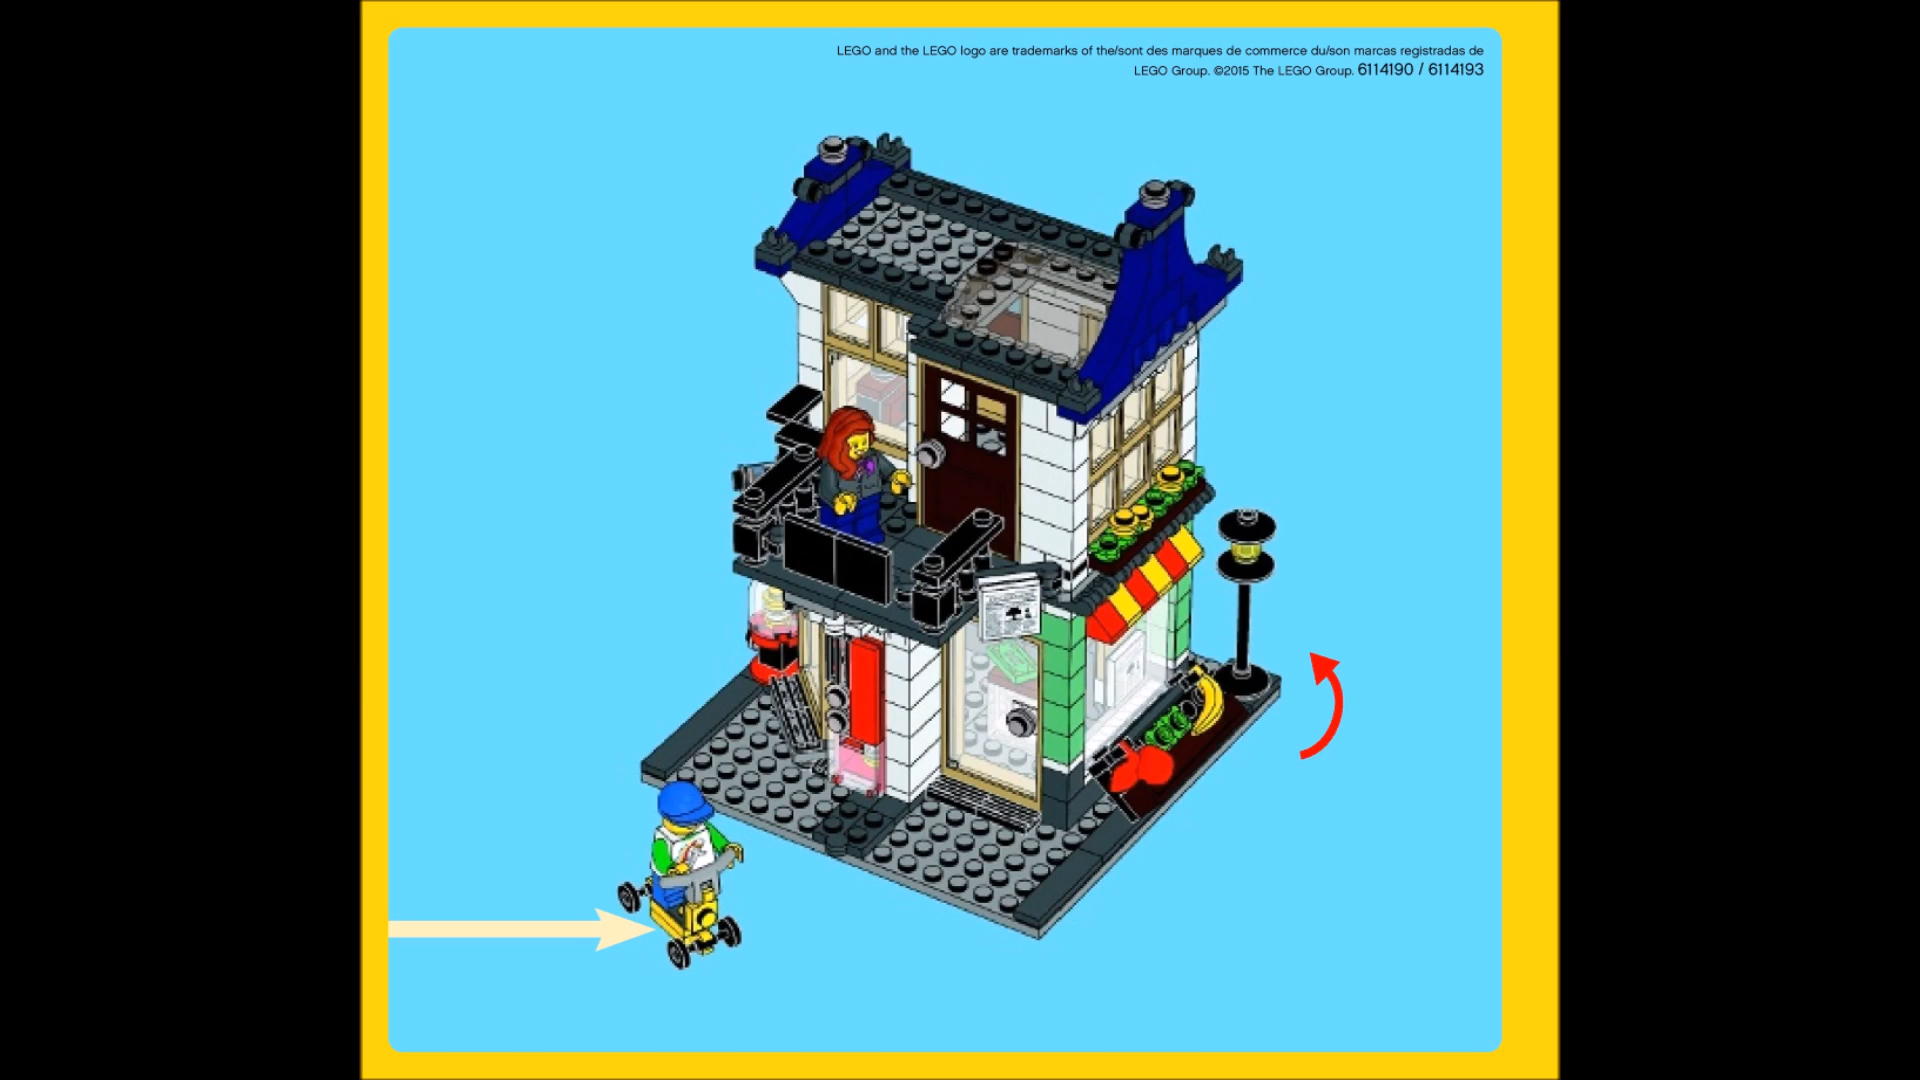 LEGO and the LEGO logo are trademarks of the/sont des marques de commerce du/son marcas registradas de
LEGO Group. ©2015 The LEGO Group. 6114190 / 6114193